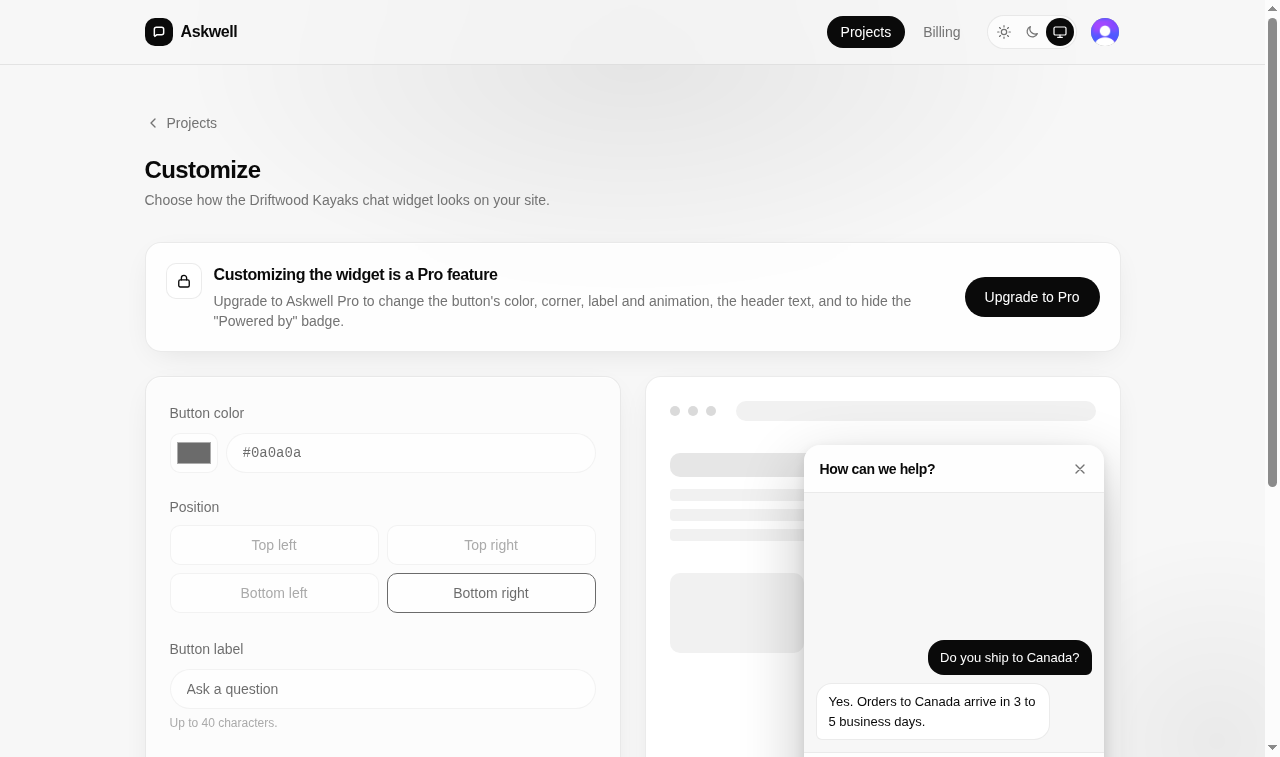 Askwell
Projects
Billing
Projects
Customize
Choose how the Driftwood Kayaks chat widget looks on your site.
Customizing the widget is a Pro feature
Upgrade to Askwell Pro to change the button's color, corner, label and animation, the header text, and to hide the
"Powered by" badge.
Upgrade to Pro
Button color
#0a0a0a
Position
Top left
Top right
Bottom left
Bottom right
Button label
Ask a question
Up to 40 characters.
How can we help?
Do you ship to Canada?
Yes. Orders to Canada arrive in 3 to
5 business days.